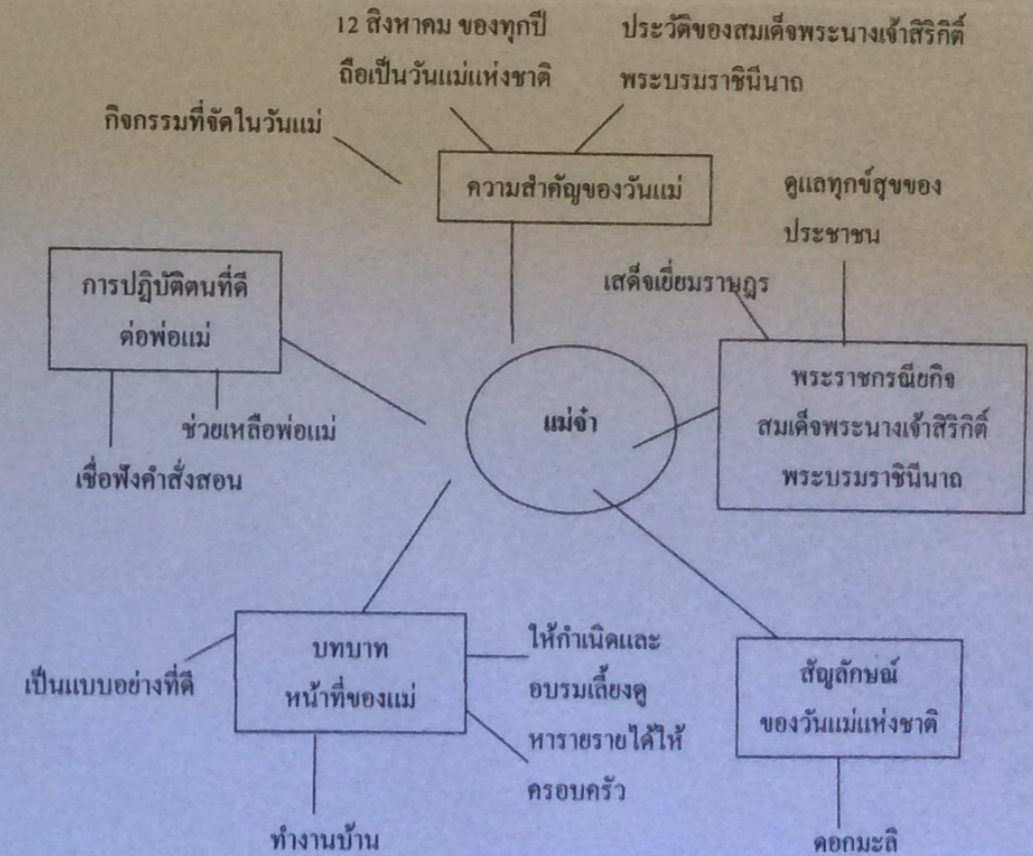 12 สิงหาคม ของทุกปี
ถือเป็นวันแม่แห่งชาติ
ประวัติของสมเด็จพระนางเจ้าสิริกิติ์
พระบรมราชินีนาถ
กิจกรรมที่จัดในวันแม่
ความสำคัญของวันแม่
ดูแลทุกข์สุขของ
ประชาชน
เสด็จเยี่ยมราษฎร
การปฏิบัติตนที่ดี
ต่อพ่อแม่
พระราชกรณียกิจ
สมเด็จพระนางเจ้าสิริกิติ์
พระบรมราชินีนาถ
แม่จ๋า
ช่วยเหลือพ่อแม่
เชื่อฟังคำสั่งสอน
บทบาท
หน้าที่ของแม่
ให้กำเนิดและ
อบรมเลี้ยงดู
หารายรายได้ให้
ครอบครัว
เป็นแบบอย่างที่ดี
สัญลักษณ์
ของวันแม่แห่งชาติ
ทำงานบ้าน
ดอกมะลิ